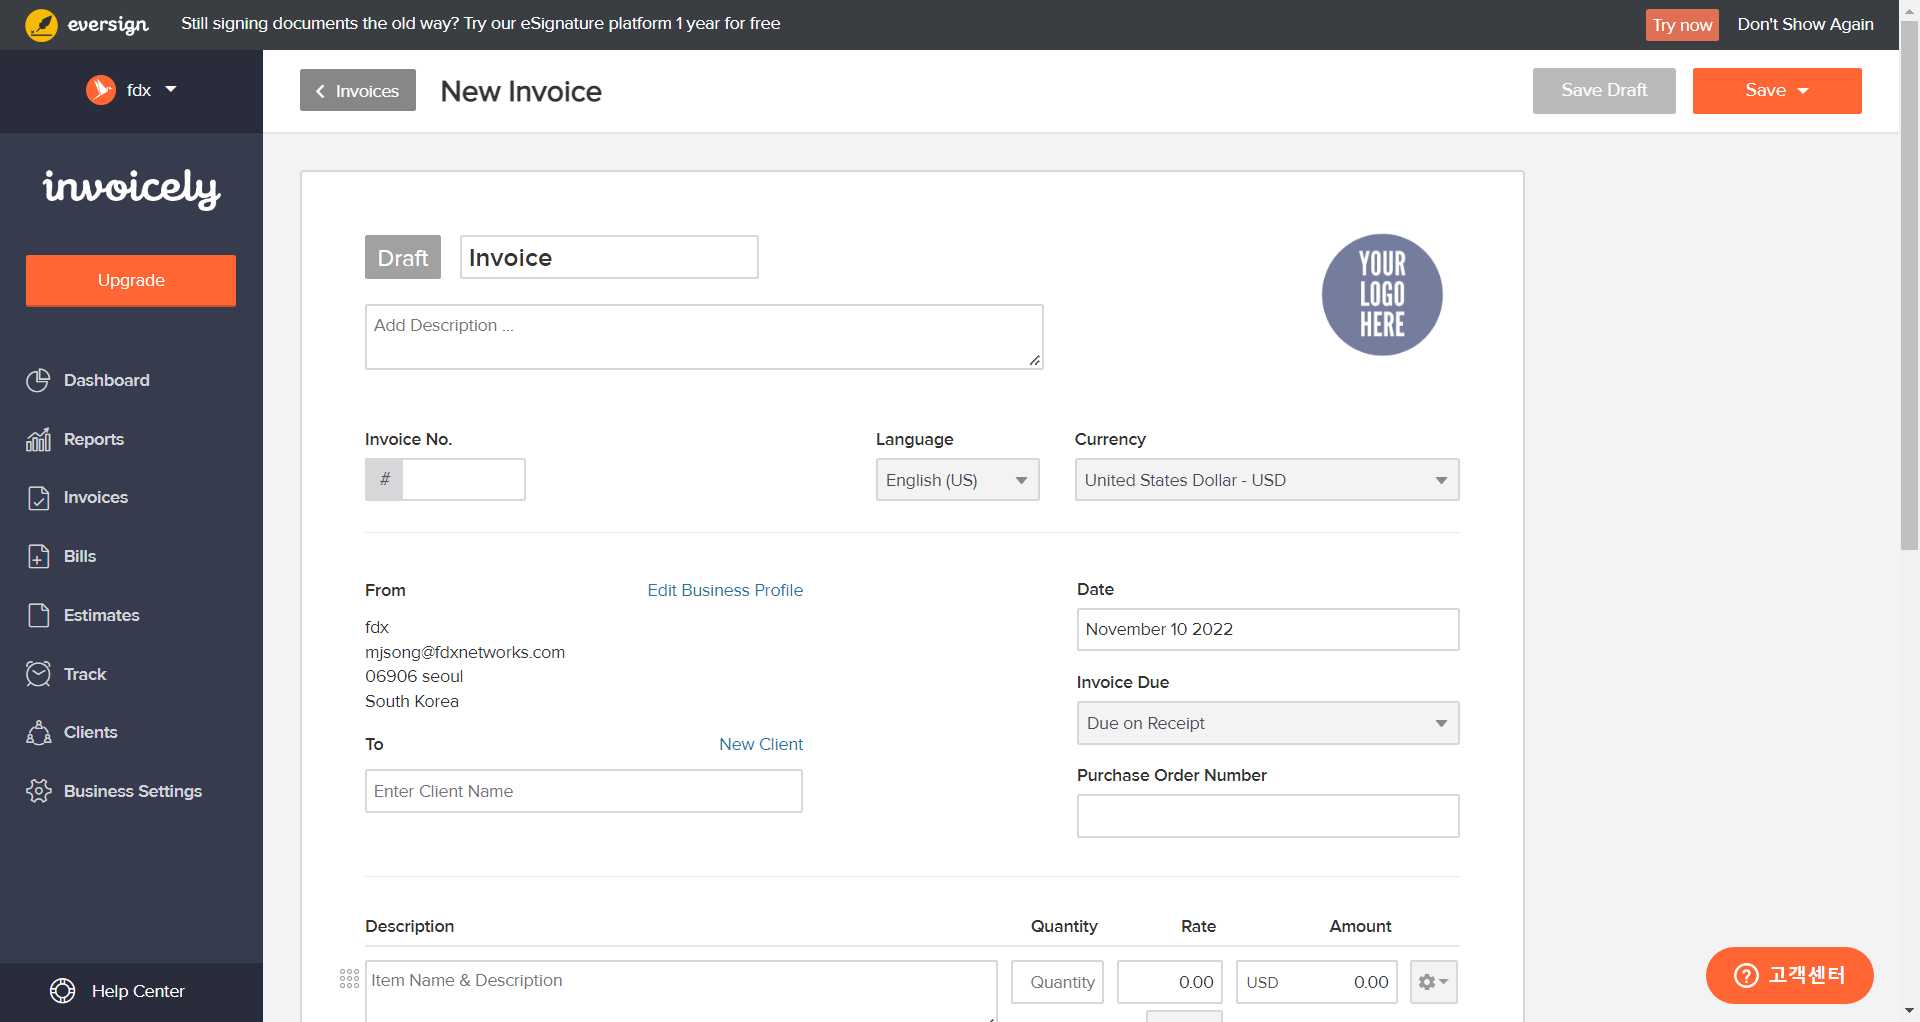 eversign Still signing documents the old way? Try our eSignature platform 1 year for free Try now Don't Show Again
fdx
Invoices New Invoice Save Draft Save
invoicely
Upgrade
Dashboard
Reports
Invoices
Bills
Estimates
Track
Clients
Business Settings
Help Center
Draft Invoice
YOUR
LOGO
HERE
Add Description ...
Invoice No. Language Currency
# English (US) United States Dollar - USD
From Edit Business Profile
fdx
mjsong@fdxnetworks.com
06906 seoul
South Korea
To New Client
Enter Client Name
Date
November 10 2022
Invoice Due
Due on Receipt
Purchase Order Number
Description Quantity Rate Amount
Item Name & Description Quantity 0.00 USD 0.00
고객센터